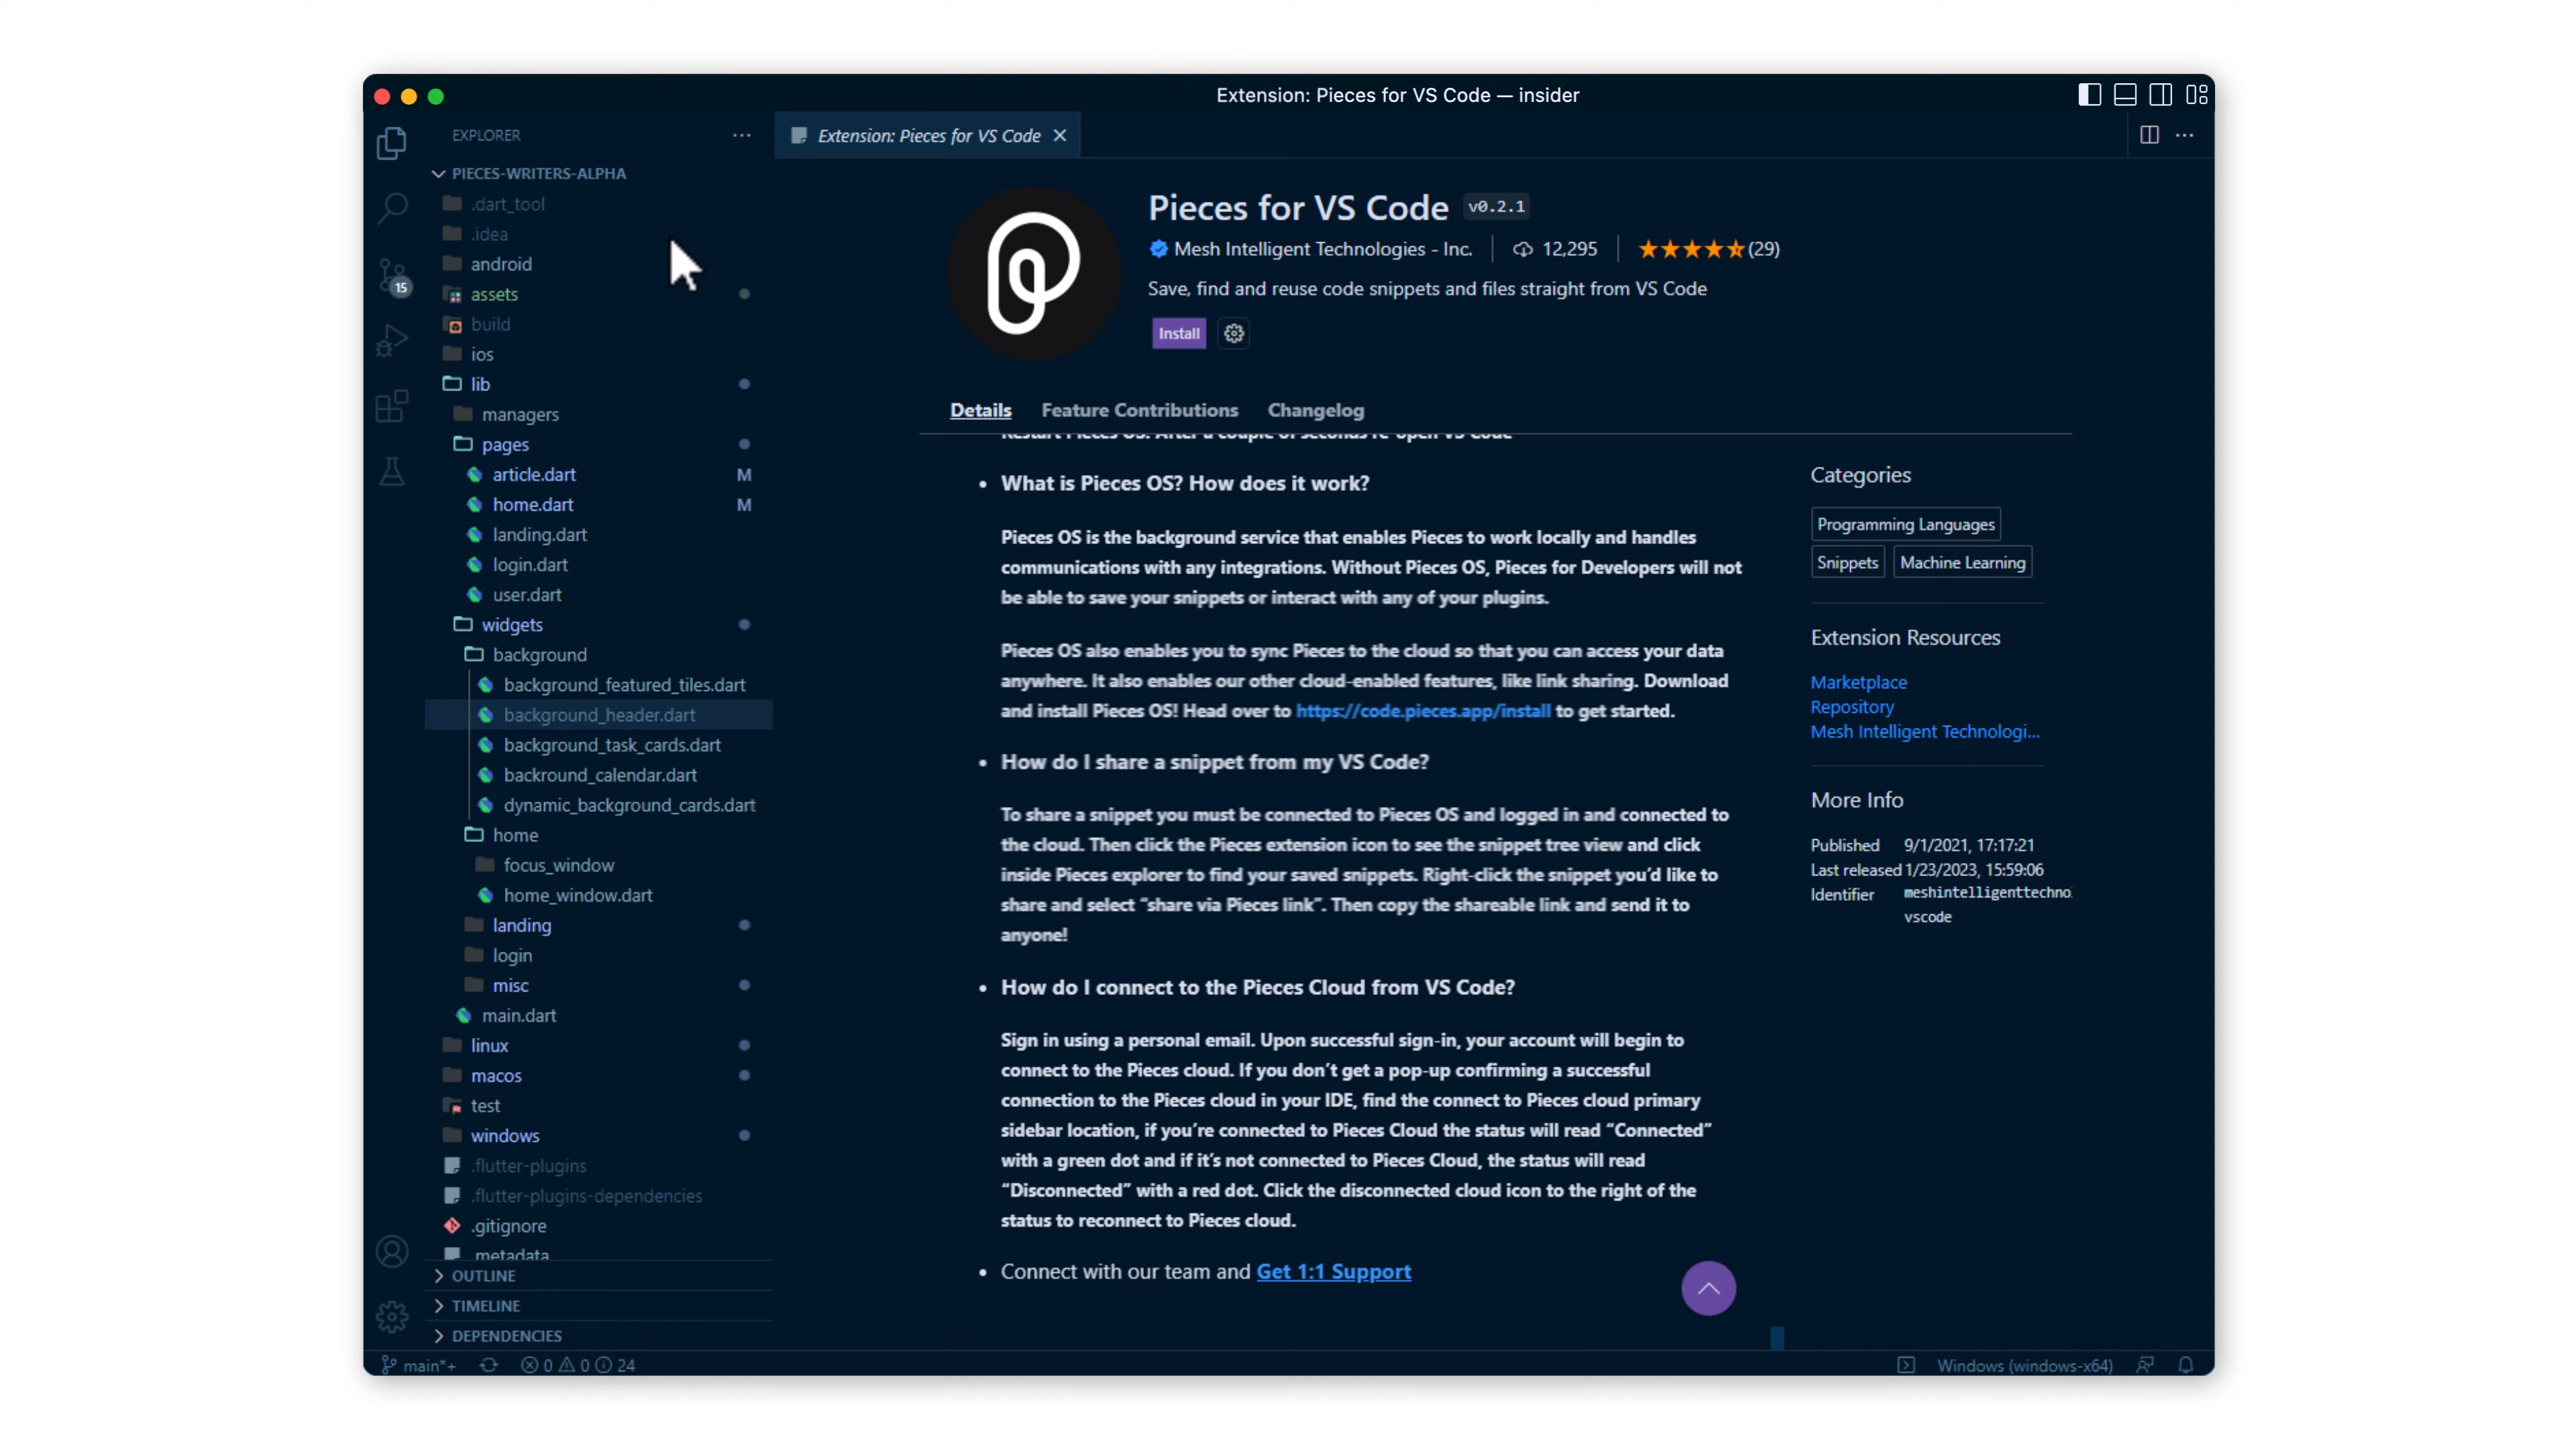 Extension: Pieces for VS Code — insider
EXPLORER
PIECES-WRITERS-ALPHA
.dart_tool
.idea
android
assets
build
ios
lib
managers
pages
article.dart M
home.dart M
landing.dart
login.dart
user.dart
widgets
background
background_featured_tiles.dart
background_header.dart
background_task_cards.dart
backround_calendar.dart
dynamic_background_cards.dart
home
focus_window
home_window.dart
landing
login
misc
main.dart
linux
macos
test
windows
.flutter-plugins
.flutter-plugins-dependencies
.gitignore
.metadata
OUTLINE
TIMELINE
DEPENDENCIES
15
Extension: Pieces for VS Code
Pieces for VS Code v0.2.1
Mesh Intelligent Technologies - Inc. 12,295 (29)
Save, find and reuse code snippets and files straight from VS Code
Install
Details Feature Contributions Changelog
Restart Pieces OS. After a couple of seconds re-open VS Code
• What is Pieces OS? How does it work?
Pieces OS is the background service that enables Pieces to work locally and handles
communications with any integrations. Without Pieces OS, Pieces for Developers will not
be able to save your snippets or interact with any of your plugins.
Pieces OS also enables you to sync Pieces to the cloud so that you can access your data
anywhere. It also enables our other cloud-enabled features, like link sharing. Download
and install Pieces OS! Head over to https://code.pieces.app/install to get started.
• How do I share a snippet from my VS Code?
To share a snippet you must be connected to Pieces OS and logged in and connected to
the cloud. Then click the Pieces extension icon to see the snippet tree view and click
inside Pieces explorer to find your saved snippets. Right-click the snippet you’d like to
share and select “share via Pieces link”. Then copy the shareable link and send it to
anyone!
• How do I connect to the Pieces Cloud from VS Code?
Sign in using a personal email. Upon successful sign-in, your account will begin to
connect to the Pieces cloud. If you don’t get a pop-up confirming a successful
connection to the Pieces cloud in your IDE, find the connect to Pieces cloud primary
sidebar location, if you’re connected to Pieces Cloud the status will read “Connected”
with a green dot and if it’s not connected to Pieces Cloud, the status will read
“Disconnected” with a red dot. Click the disconnected cloud icon to the right of the
status to reconnect to Pieces cloud.
• Connect with our team and Get 1:1 Support
Categories
Programming Languages
Snippets Machine Learning
Extension Resources
Marketplace
Repository
Mesh Intelligent Technologi...
More Info
Published 9/1/2021, 17:17:21
Last released 1/23/2023, 15:59:06
Identifier meshintelligenttechno
vscode
main*+ 0 0 24
Windows (windows-x64)